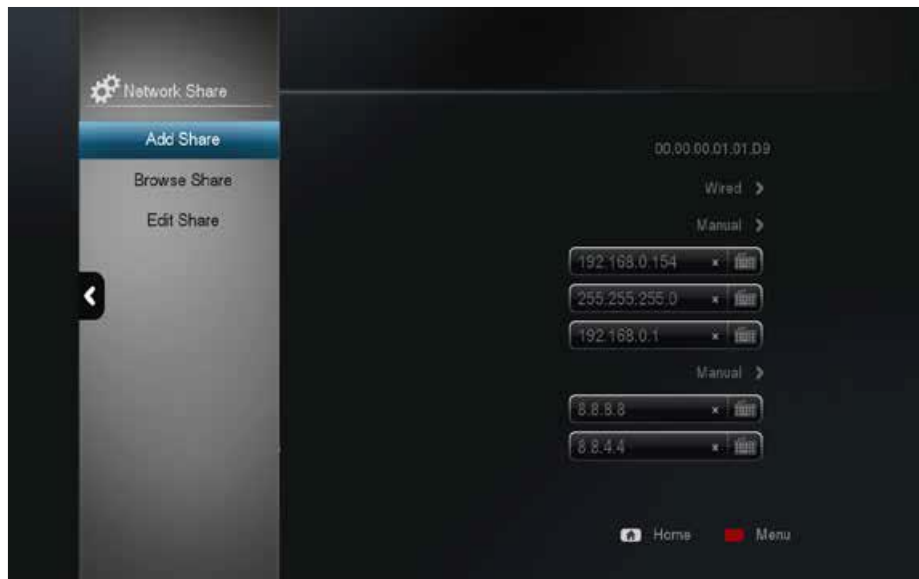 Network Share
Add Share
Browse Share
Edit Share
00.00.00.01.01.D9
Wired
Manual
192.168.0.154
255.255.255.0
192.168.0.1
Manual
8.8.8.8
8.8.4.4
Home
Menu